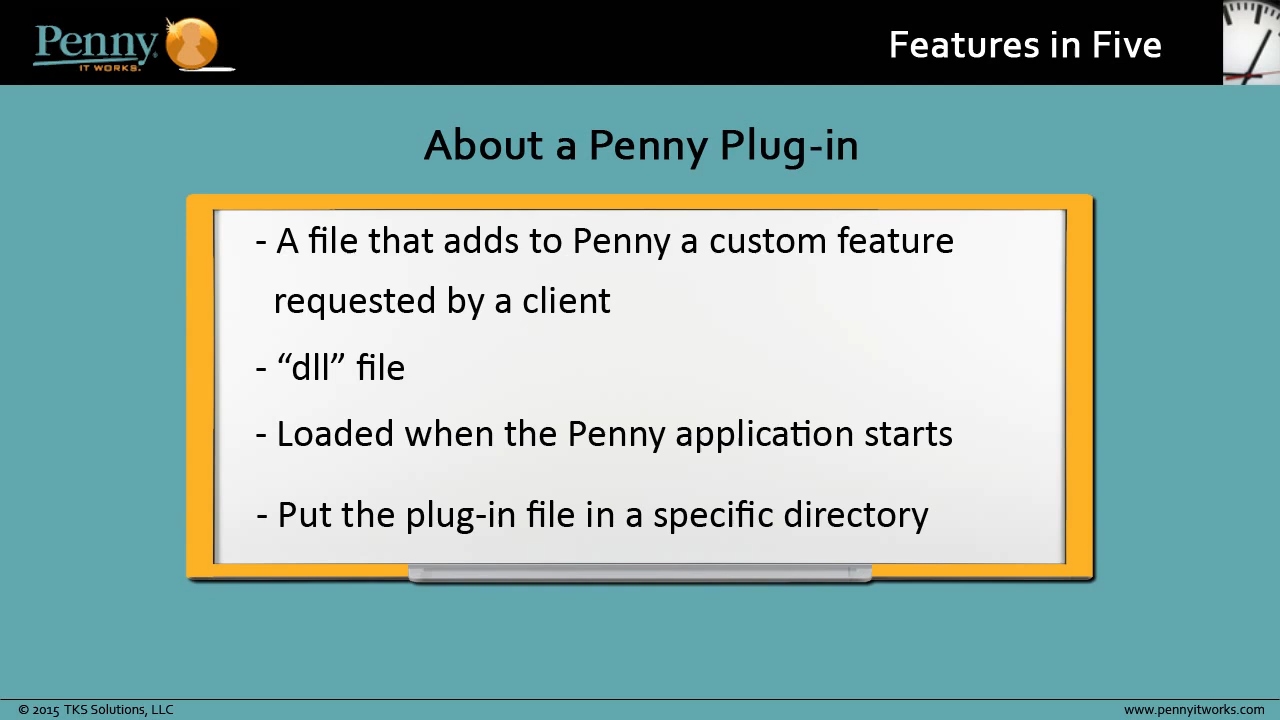 Penny®
IT WORKS.
Features in Five
About a Penny Plug-in
- A file that adds to Penny a custom feature
requested by a client
- “dll” file
- Loaded when the Penny application starts
- Put the plug-in file in a specific directory
© 2015 TKS Solutions, LLC
www.pennyitworks.com